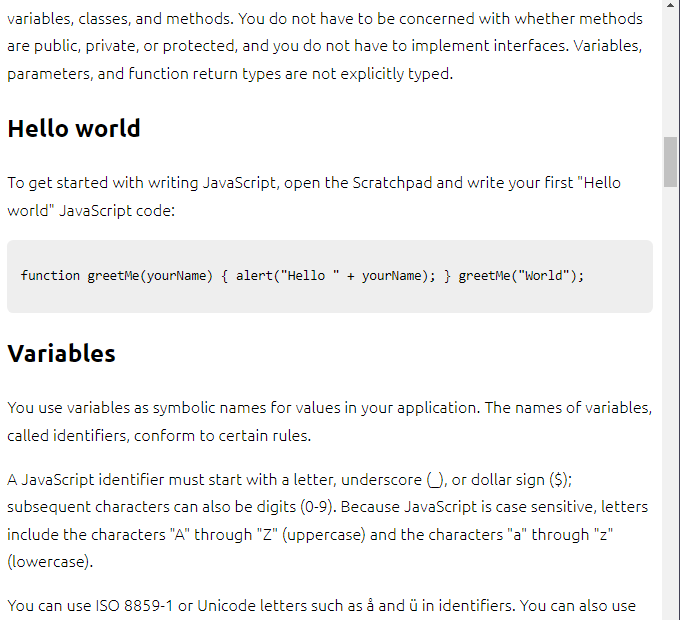 variables, classes, and methods. You do not have to be concerned with whether methods
are public, private, or protected, and you do not have to implement interfaces. Variables,
parameters, and function return types are not explicitly typed.
Hello world
To get started with writing JavaScript, open the Scratchpad and write your first "Hello
world" JavaScript code:
function greetMe(yourName) { alert("Hello " + yourName); } greetMe("World");
Variables
You use variables as symbolic names for values in your application. The names of variables,
called identifiers, conform to certain rules.
A JavaScript identifier must start with a letter, underscore (_), or dollar sign ($);
subsequent characters can also be digits (0-9). Because JavaScript is case sensitive, letters
include the characters "A" through "Z" (uppercase) and the characters "a" through "z"
(lowercase).
You can use ISO 8859-1 or Unicode letters such as å and ü in identifiers. You can also use